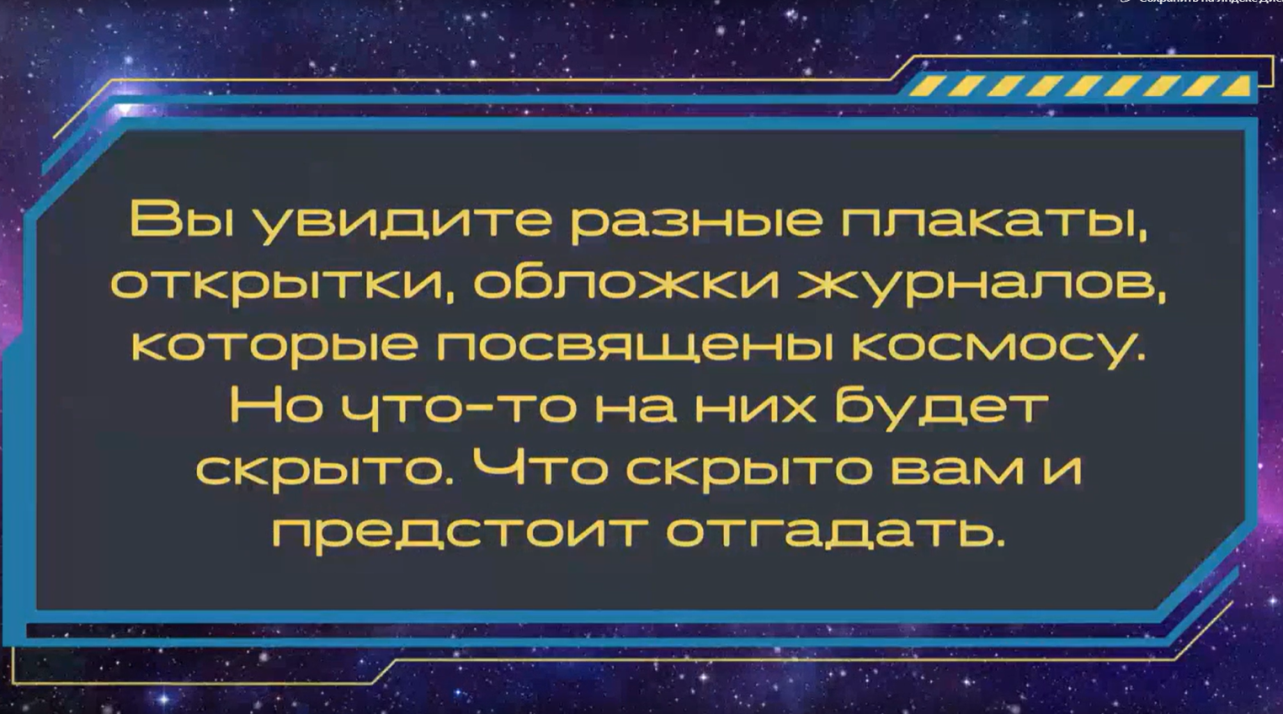 Вы увидите разные плакаты,
открытки, обложки журналов,
которые посвящены космосу.
Но что-то на них будет
скрыто. Что скрыто вам и
предстоит отгадать.